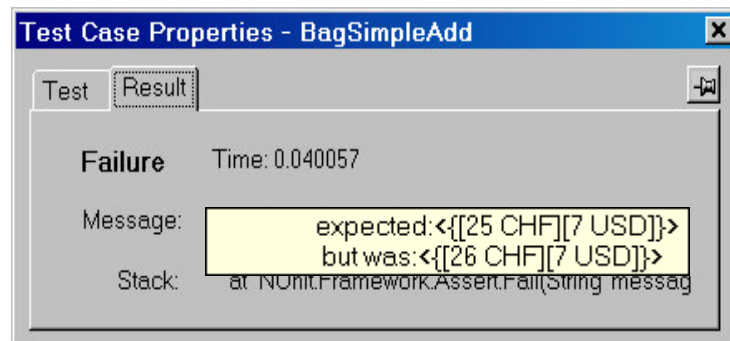 Test Case Properties - BagSimpleAdd
Test Result
Failure Time: 0.040057
Message: expected:<{[25 CHF][7 USD]}>
but was:<{[26 CHF][7 USD]}>
Stack: at NUnit.Framework.Assert.Fail(String messag